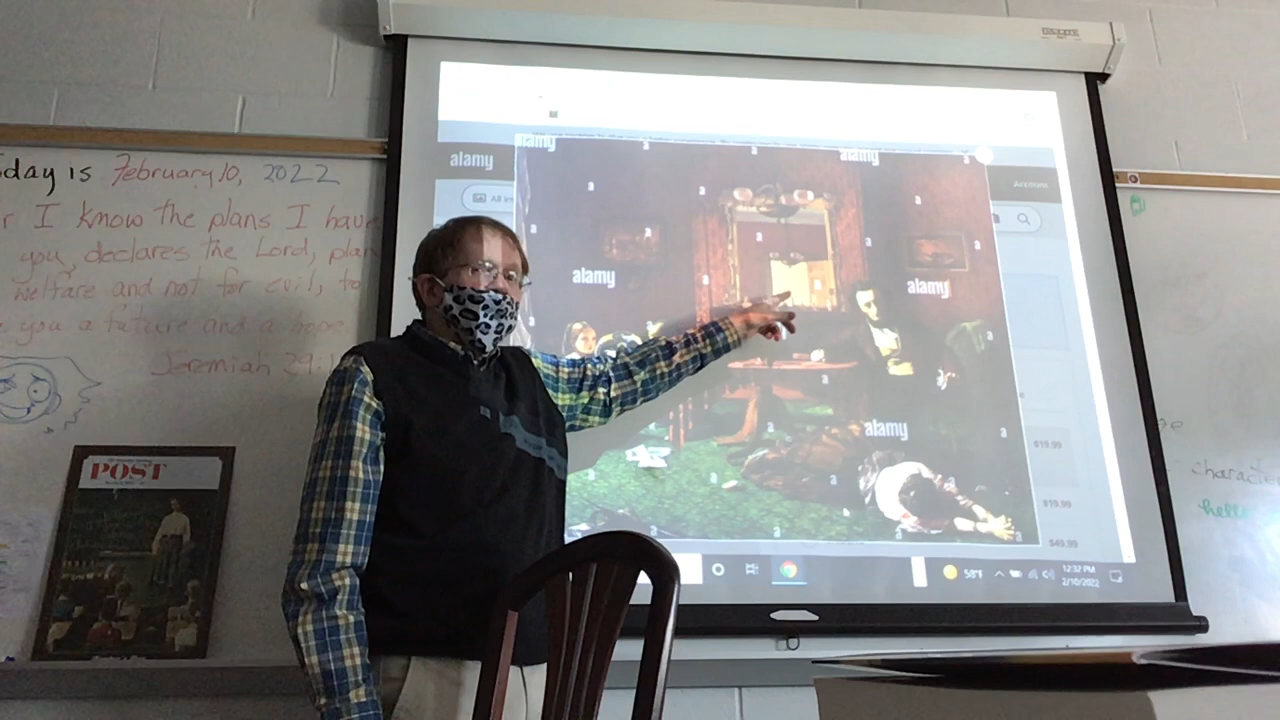 day is February 10, 2022
r I know the plans I have
you, declares the Lord, plan
welfare and not for evil, to
you a future and a hope
Jeremiah 29:1
POST
alamy
alamy
alamy
alamy
alamy
alamy
Account
All
$19.99
$19.99
$49.99
58°F
12:32 PM
2/10/2022
characte
hello